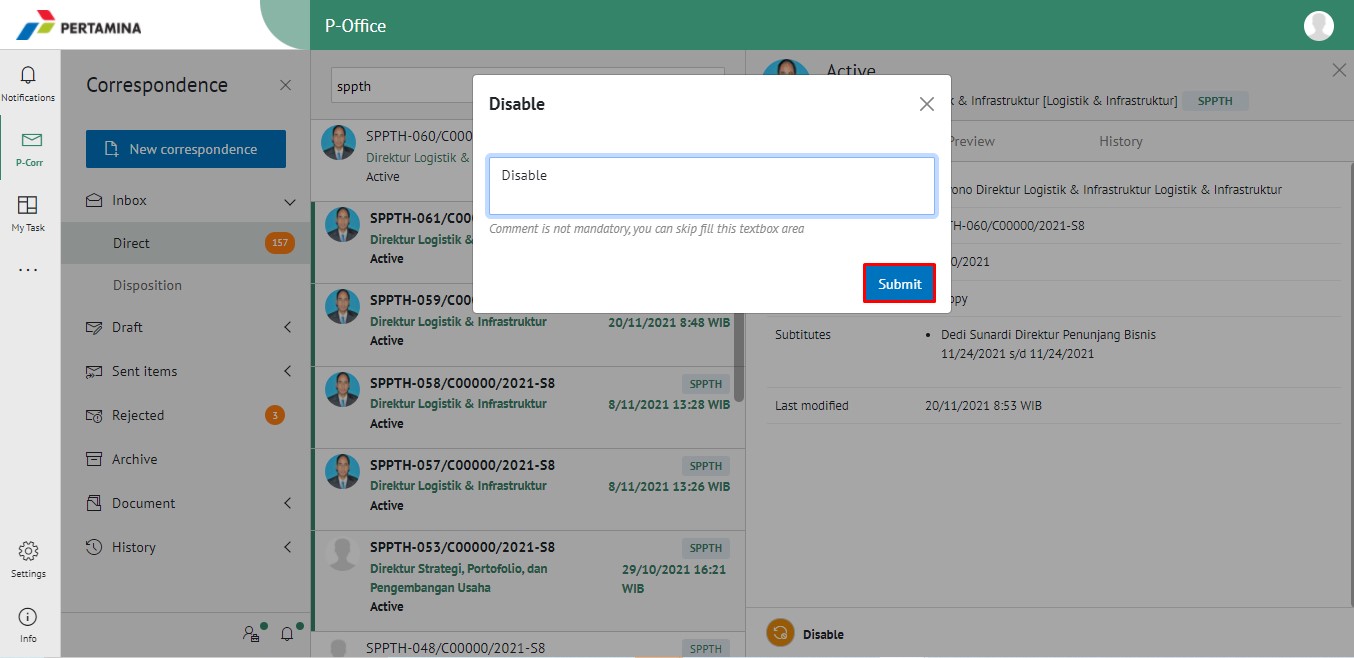 PERTAMINA
P-Office
Notifications
P-Corr
My Task
Settings
Info
Correspondence
New correspondence
Inbox
Direct 157
Disposition
Draft
Sent items
Rejected 3
Archive
Document
History
sppth
SPPTH-060/C000
Direktur Logistik &
Active
SPPTH-061/C00
Direktur Logistik &
Active
SPPTH-059/C0
Direktur Logistik & Infrastruktur 20/11/2021 8:48 WIB
Active
SPPTH-058/C00000/2021-S8 SPPTH
Direktur Logistik & Infrastruktur 8/11/2021 13:28 WIB
Active
SPPTH-057/C00000/2021-S8 SPPTH
Direktur Logistik & Infrastruktur 8/11/2021 13:26 WIB
Active
SPPTH-053/C00000/2021-S8 SPPTH
Direktur Strategi, Portofolio, dan 29/10/2021 16:21
Pengembangan Usaha WIB
Active
SPPTH-048/C00000/2021-S8 SPPTH
Disable
Disable
Comment is not mandatory, you can skip fill this textbox area
Submit
Active
k & Infrastruktur [Logistik & Infrastruktur] SPPTH
Preview History
ono Direktur Logistik & Infrastruktur Logistik & Infrastruktur
TH-060/C00000/2021-S8
0/2021
opy
Subtitutes • Dedi Sunardi Direktur Penunjang Bisnis
11/24/2021 s/d 11/24/2021
Last modified 20/11/2021 8:53 WIB
Disable